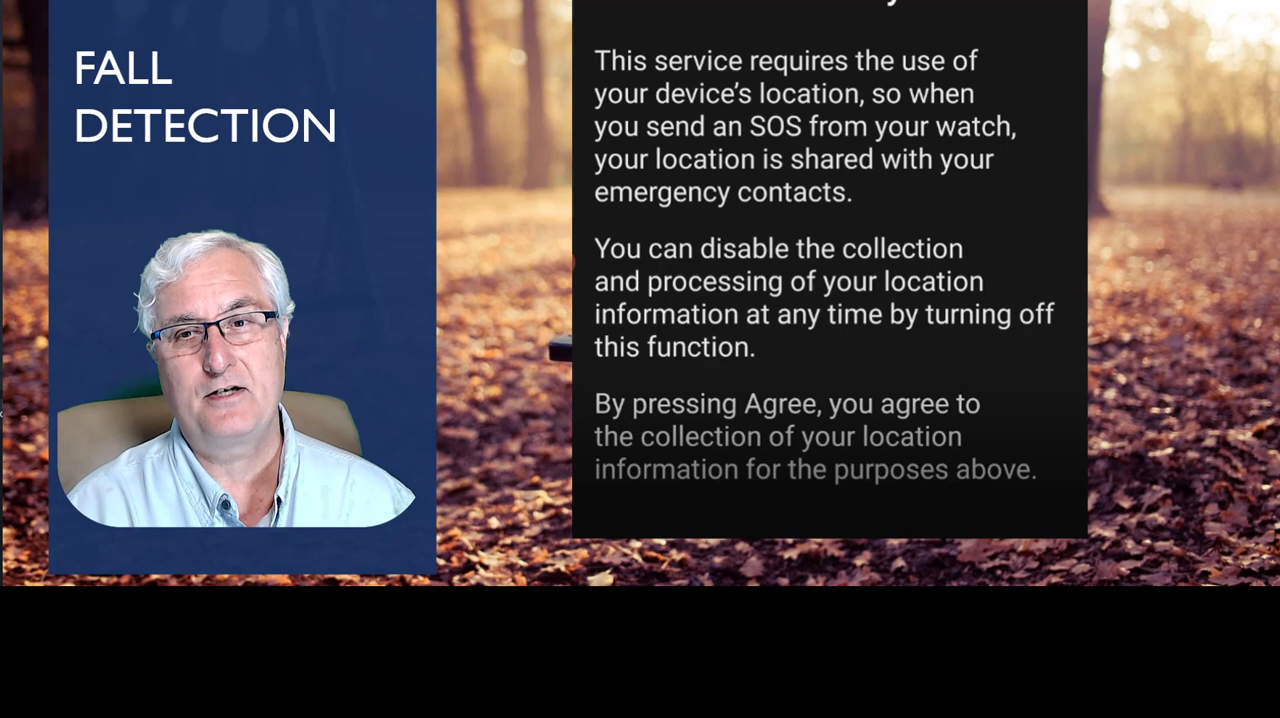 FALL
DETECTION
This service requires the use of
your device’s location, so when
you send an SOS from your watch,
your location is shared with your
emergency contacts.
You can disable the collection
and processing of your location
information at any time by turning off
this function.
By pressing Agree, you agree to
the collection of your location
information for the purposes above.